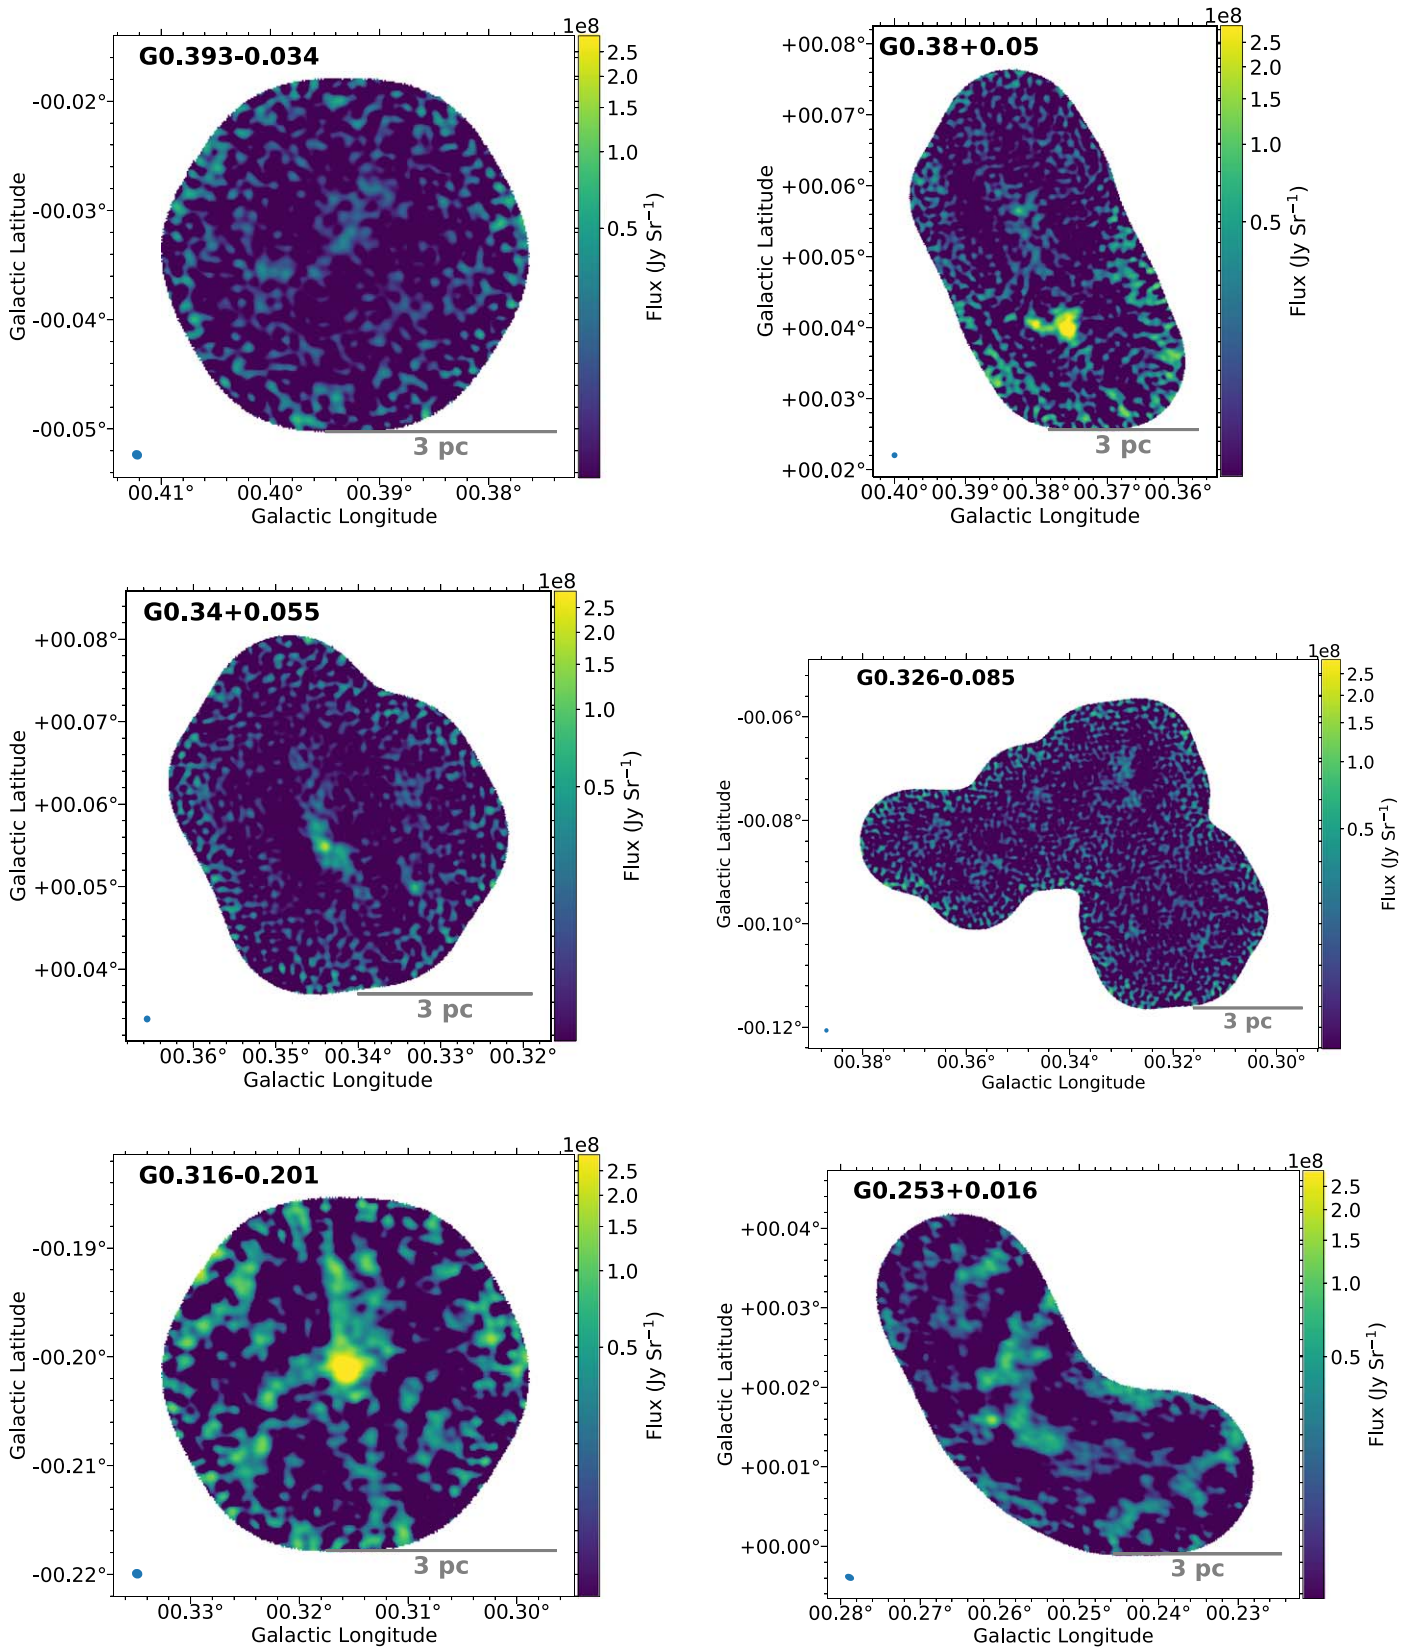 G0.393-0.034
1e8
2.5
2.0
1.5
1.0
0.5
Flux (Jy Sr⁻¹)
-00.02°
-00.03°
-00.04°
-00.05°
Galactic Latitude
3 pc
00.41° 00.40° 00.39° 00.38°
Galactic Longitude
G0.38+0.05
1e8
2.5
2.0
1.5
1.0
0.5
Flux (Jy Sr⁻¹)
+00.08°
+00.07°
+00.06°
+00.05°
+00.04°
+00.03°
+00.02°
Galactic Latitude
3 pc
00.40° 00.39° 00.38° 00.37° 00.36°
Galactic Longitude
G0.34+0.055
1e8
2.5
2.0
1.5
1.0
0.5
Flux (Jy Sr⁻¹)
+00.08°
+00.07°
+00.06°
+00.05°
+00.04°
Galactic Latitude
3 pc
00.36° 00.35° 00.34° 00.33° 00.32°
Galactic Longitude
G0.326-0.085
1e8
2.5
2.0
1.5
1.0
0.5
Flux (Jy Sr⁻¹)
-00.06°
-00.08°
-00.10°
-00.12°
Galactic Latitude
3 pc
00.38° 00.36° 00.34° 00.32° 00.30°
Galactic Longitude
G0.316-0.201
1e8
2.5
2.0
1.5
1.0
0.5
Flux (Jy Sr⁻¹)
-00.19°
-00.20°
-00.21°
-00.22°
Galactic Latitude
3 pc
00.33° 00.32° 00.31° 00.30°
Galactic Longitude
G0.253+0.016
1e8
2.5
2.0
1.5
1.0
0.5
Flux (Jy Sr⁻¹)
+00.04°
+00.03°
+00.02°
+00.01°
+00.00°
Galactic Latitude
3 pc
00.28° 00.27° 00.26° 00.25° 00.24° 00.23°
Galactic Longitude